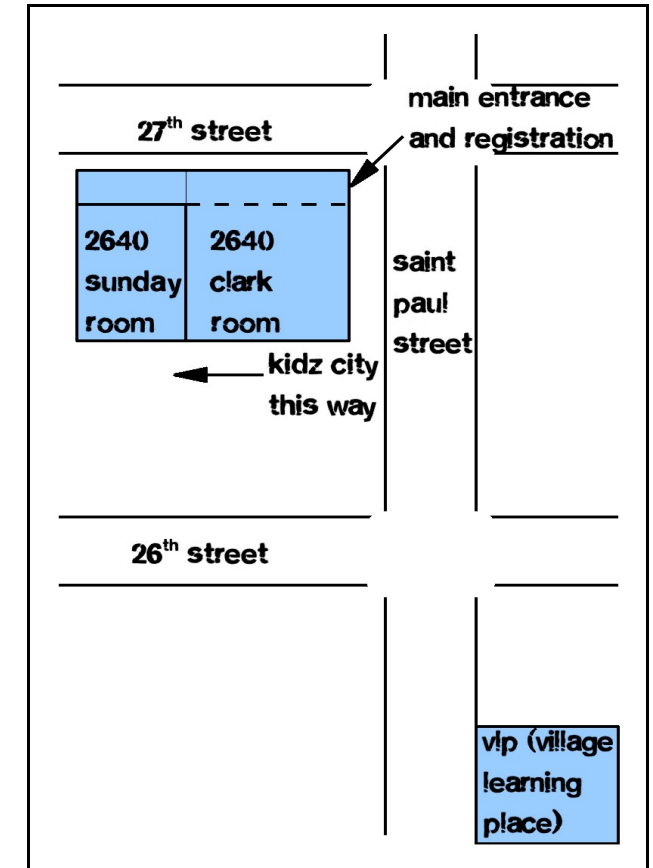 main entrance
27th street
and registration
2640
sunday
room
2640
clark
room
saint
paul
street
kidz city
this way
26th street
vlp (village
learning
place)